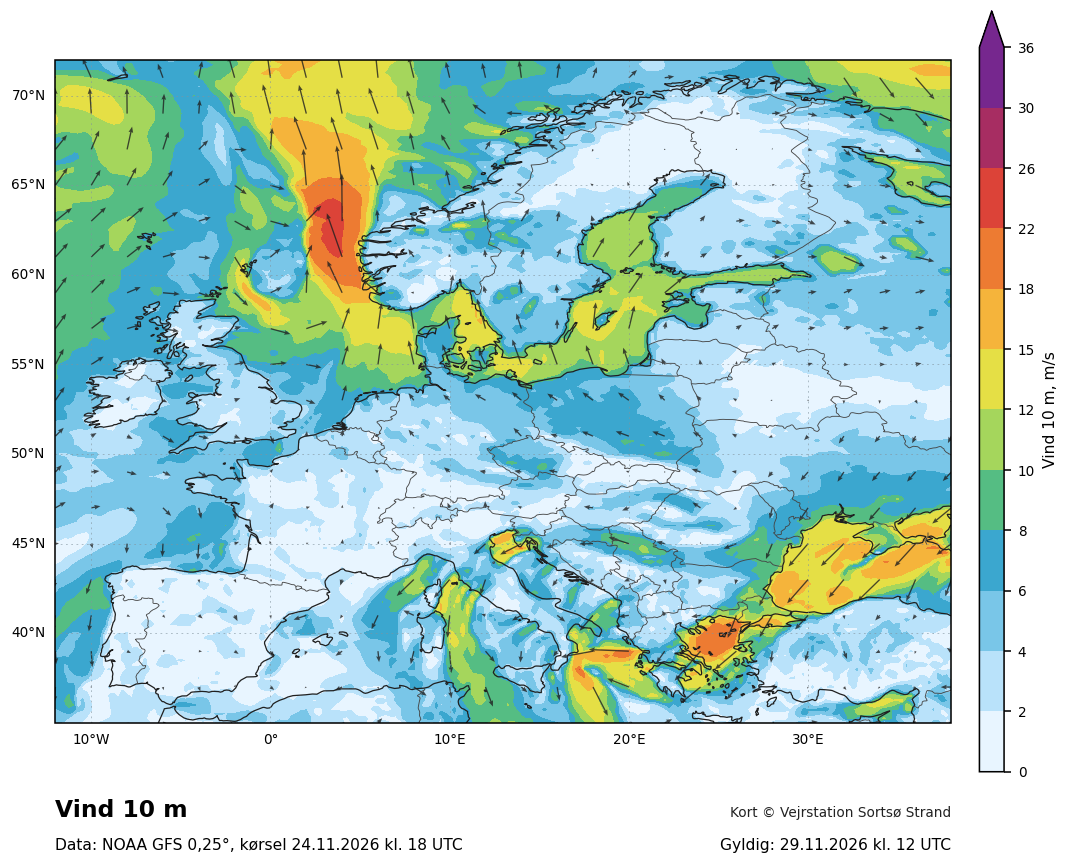 36
30
26
22
18
15
12
10
8
6
4
2
0
Vind 10 m, m/s
70°N
65°N
60°N
55°N
50°N
45°N
40°N
10°W
0°
10°E
20°E
30°E
Vind 10 m
Kort © Vejrstation Sortsø Strand
Data: NOAA GFS 0,25°, kørsel 24.11.2026 kl. 18 UTC
Gyldig: 29.11.2026 kl. 12 UTC